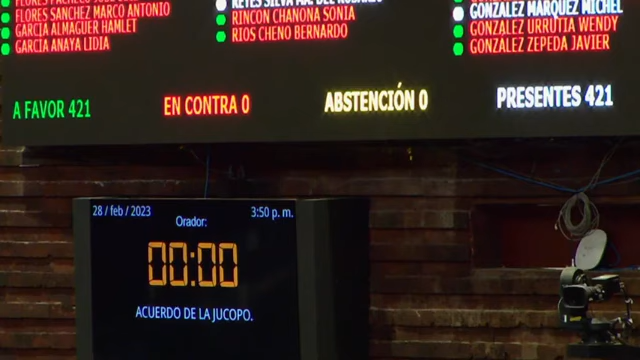 FLORES SANCHEZ MARCO ANTONIO
GARCIA ALMAGUER HAMLET
GARCIA ANAYA LIDIA
RINCON CHANONA SONIA
RIOS CHENO BERNARDO
GONZALEZ MARQUEZ MICHEL
GONZALEZ URRUTIA WENDY
GONZÁLEZ ZEPEDA JAVIER
A FAVOR 421
EN CONTRA 0
ABSTENCIÓN 0
PRESENTES 421
28 / feb / 2023
3:50 p. m.
Orador:
00:00
ACUERDO DE LA JUCOPO.